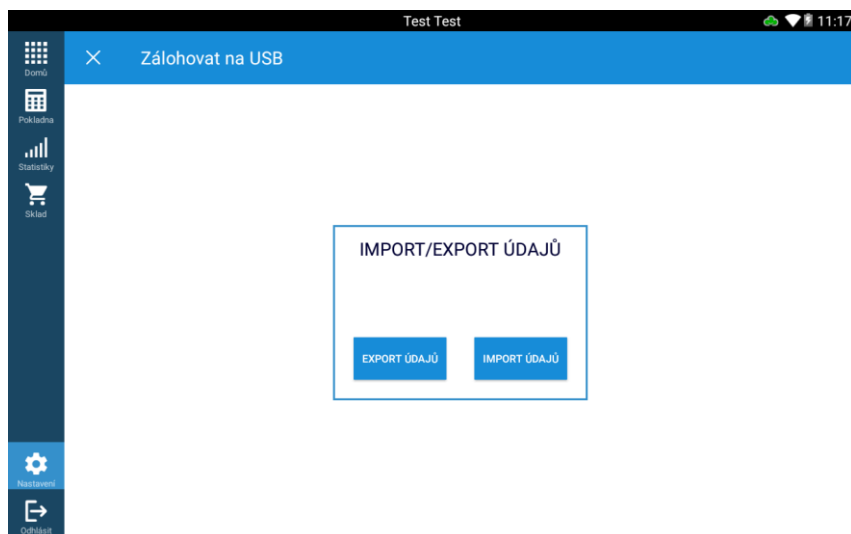 Test Test
11:17
Domů
Zálohovat na USB
Pokladna
Statistiky
Sklad
IMPORT/EXPORT ÚDAJŮ
EXPORT ÚDAJŮ
IMPORT ÚDAJŮ
Nastavení
Odhlásit